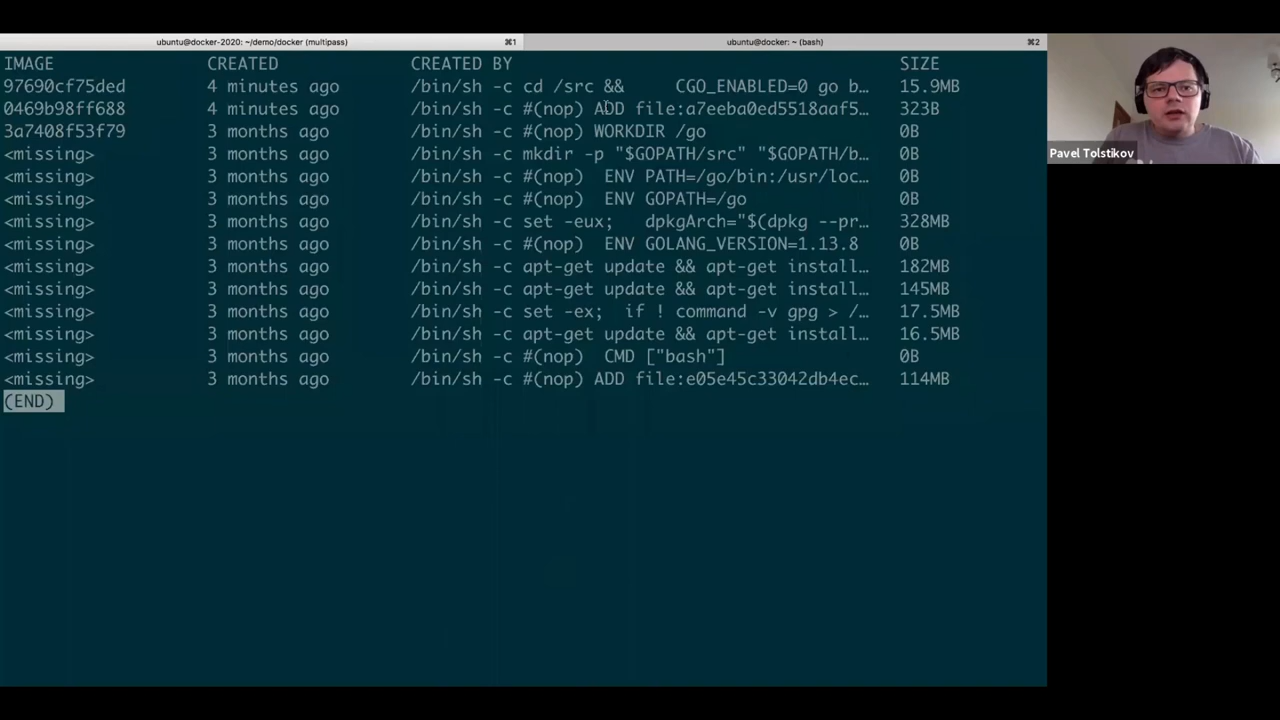 ubuntu@docker-2020: ~/demo/docker (multipass) ⌘1 ubuntu@docker: ~ (bash) ⌘2
IMAGE CREATED CREATED BY SIZE
97690cf75ded 4 minutes ago /bin/sh -c cd /src && CGO_ENABLED=0 go b… 15.9MB
0469b98ff688 4 minutes ago /bin/sh -c #(nop) ADD file:a7eeba0ed5518aaf5… 323B
3a7408f53f79 3 months ago /bin/sh -c #(nop) WORKDIR /go 0B
<missing> 3 months ago /bin/sh -c mkdir -p "$GOPATH/src" "$GOPATH/b… 0B
<missing> 3 months ago /bin/sh -c #(nop) ENV PATH=/go/bin:/usr/loc… 0B
<missing> 3 months ago /bin/sh -c #(nop) ENV GOPATH=/go 0B
<missing> 3 months ago /bin/sh -c set -eux; dpkgArch="$(dpkg --pr… 328MB
<missing> 3 months ago /bin/sh -c #(nop) ENV GOLANG_VERSION=1.13.8 0B
<missing> 3 months ago /bin/sh -c apt-get update && apt-get install… 182MB
<missing> 3 months ago /bin/sh -c apt-get update && apt-get install… 145MB
<missing> 3 months ago /bin/sh -c set -ex; if ! command -v gpg > /… 17.5MB
<missing> 3 months ago /bin/sh -c apt-get update && apt-get install… 16.5MB
<missing> 3 months ago /bin/sh -c #(nop) CMD ["bash"] 0B
<missing> 3 months ago /bin/sh -c #(nop) ADD file:e05e45c33042db4ec… 114MB
(END)
Pavel Tolstikov